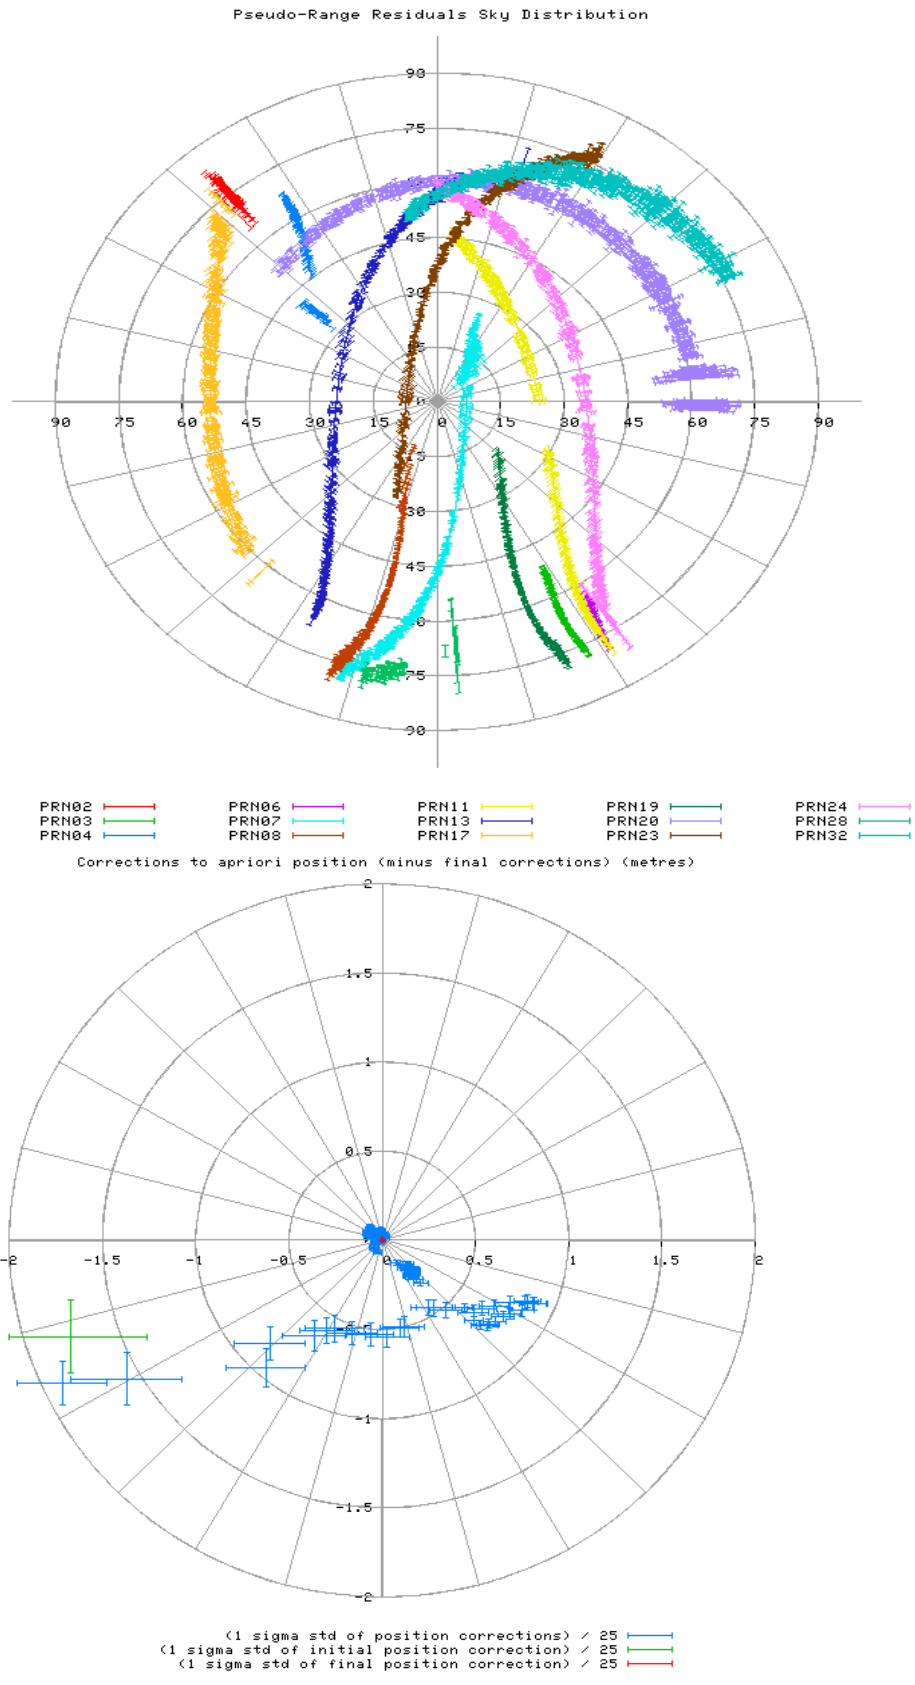 Pseudo-Range Residuals Sky Distribution
90
75
45
30
15
0
90 75 60 45 30 15 0 15 30 45 60 75 90
15
30
45
60
75
90
PRN02 PRN06 PRN11 PRN19 PRN24
PRN03 PRN07 PRN13 PRN20 PRN28
PRN04 PRN08 PRN17 PRN23 PRN32
Corrections to apriori position (minus final corrections) (metres)
2
1.5
1
0.5
-2 -1.5 -1 -0.5 0 0.5 1 1.5 2
-0.5
-1
-1.5
-2
(1 sigma std of position corrections) / 25
(1 sigma std of initial position correction) / 25
(1 sigma std of final position correction) / 25